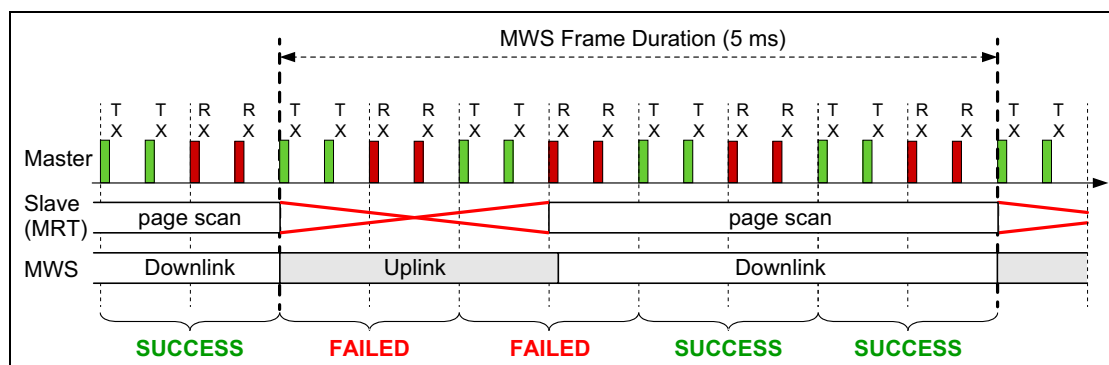 MWS Frame Duration (5 ms)
T T R R T T R R T T R R T T R R T T R R T T
X X X X X X X X X X X X X X X X X X X X X X
Master
Slave
(MRT)
page scan
page scan
MWS
Downlink
Uplink
Downlink
SUCCESS
FAILED
FAILED
SUCCESS
SUCCESS